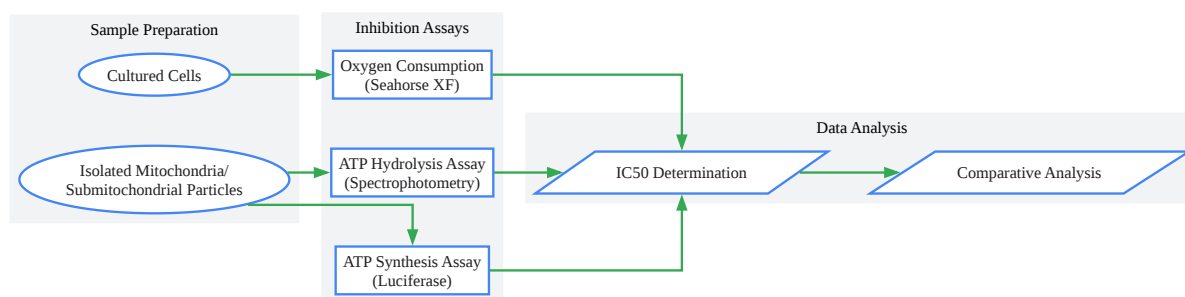 Sample Preparation
Cultured Cells
Isolated Mitochondria/
Submitochondrial Particles
Inhibition Assays
Oxygen Consumption
(Seahorse XF)
ATP Hydrolysis Assay
(Spectrophotometry)
ATP Synthesis Assay
(Luciferase)
Data Analysis
IC50 Determination
Comparative Analysis